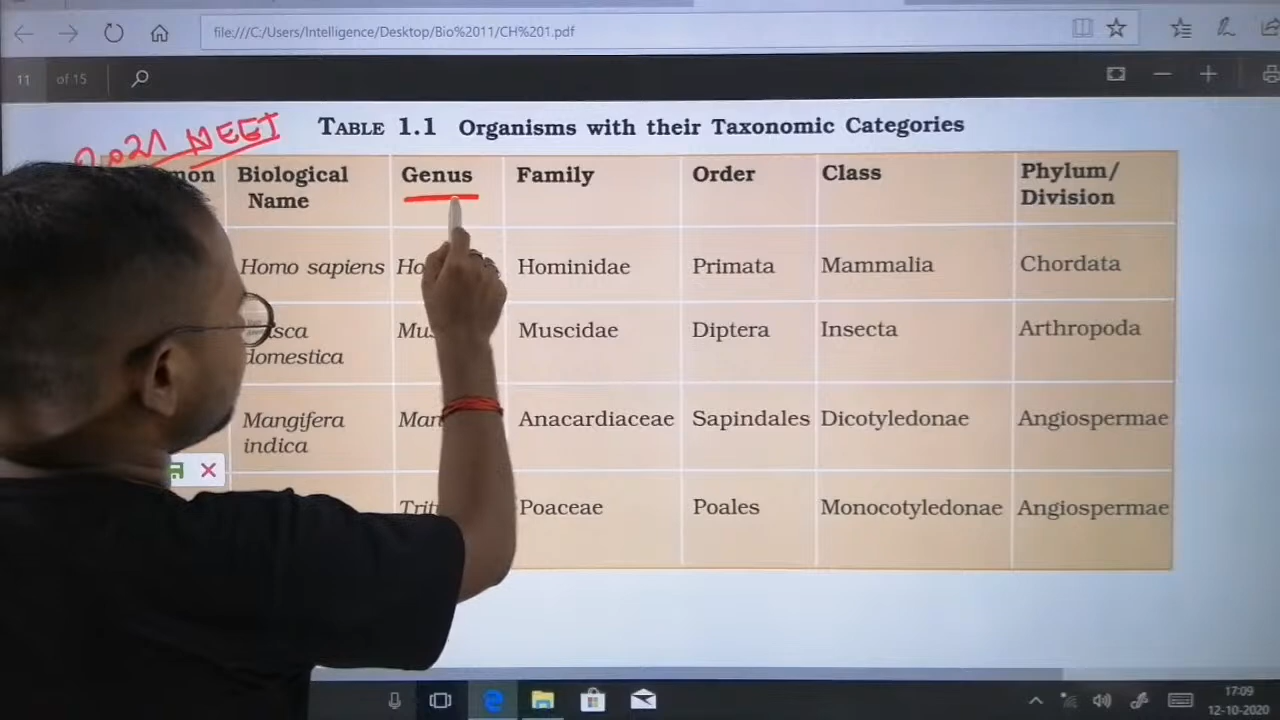 file:///C:/Users/Intelligence/Desktop/Bio%2011/CH%201.pdf
11 of 15
2021 NEET
TABLE 1.1 Organisms with their Taxonomic Categories
Biological Name Genus Family Order Class Phylum/ Division
Homo sapiens Hominidae Primata Mammalia Chordata
domestica Muscidae Diptera Insecta Arthropoda
Mangifera indica Anacardiaceae Sapindales Dicotyledonae Angiospermae
Poaceae Poales Monocotyledonae Angiospermae
17:09
12-10-2020